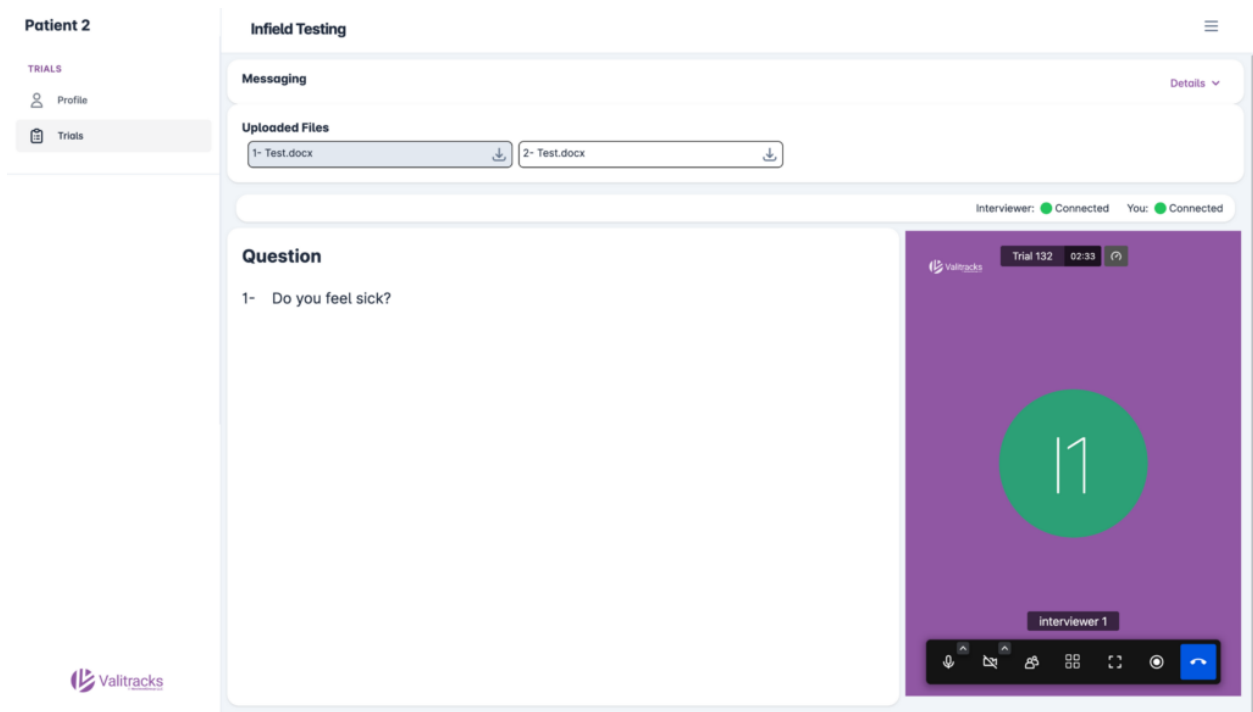 Patient 2
Infield Testing
TRIALS
Profile
Trials
Messaging
Details
Uploaded Files
1- Test.docx
2- Test.docx
Interviewer: Connected You: Connected
Question
1- Do you feel sick?
Valitracks
Trial 132 02:33
I1
interviewer 1
Valitracks